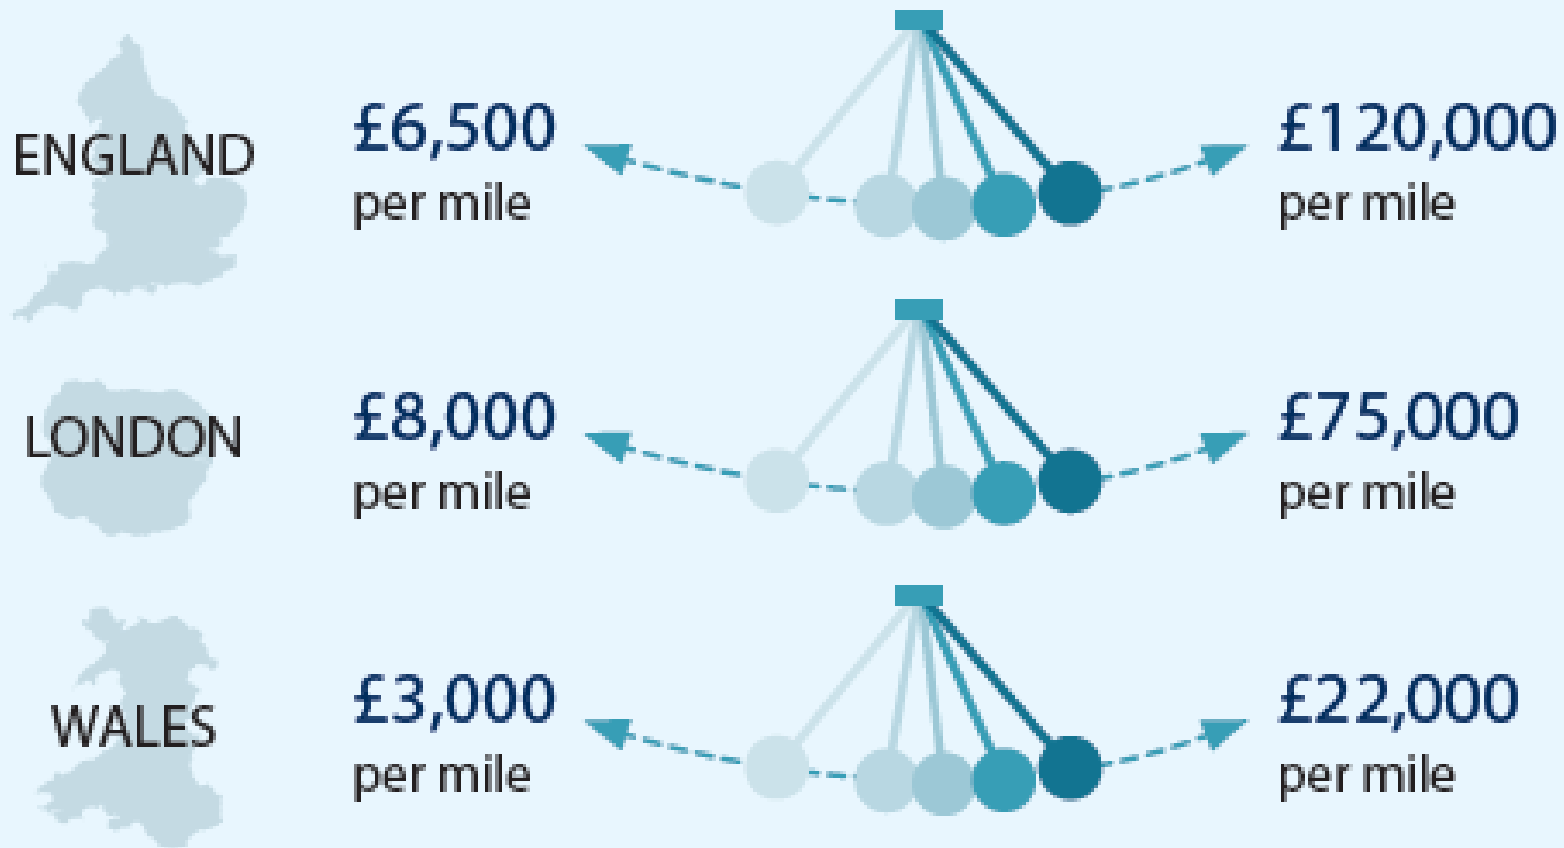 ENGLAND
£6,500
per mile
£120,000
per mile
LONDON
£8,000
per mile
£75,000
per mile
WALES
£3,000
per mile
£22,000
per mile